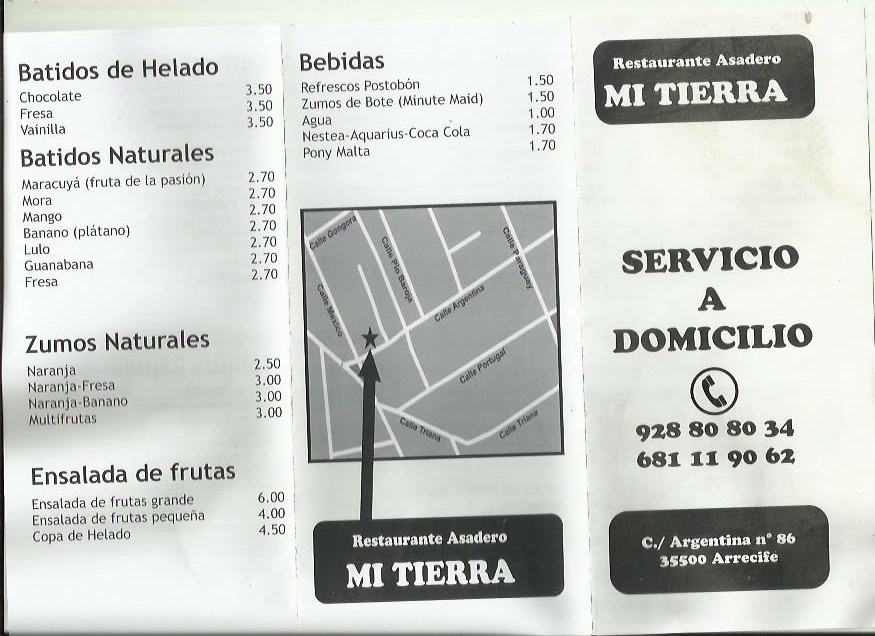 Batidos de Helado
Chocolate 3.50
Fresa 3.50
Vainilla 3.50
Batidos Naturales
Maracuyá (fruta de la pasión) 2.70
Mora 2.70
Mango 2.70
Banano (plátano) 2.70
Lulo 2.70
Guanabana 2.70
Fresa 2.70
Zumos Naturales
Naranja 2.50
Naranja-Fresa 3.00
Naranja-Banano 3.00
Multifrutas 3.00
Ensalada de frutas
Ensalada de frutas grande 6.00
Ensalada de frutas pequeña 4.00
Copa de Helado 4.50
Bebidas
Refrescos Postobón 1.50
Zumos de Bote (Minute Maid) 1.50
Agua 1.00
Nestea-Aquarius-Coca Cola 1.70
Pony Malta 1.70
Calle Gongora
Calle Mexico
Calle Pio Baroja
Calle Argentina
Calle Paraguay
Calle Portugal
Calle Triana
Calle Triana
Restaurante Asadero
MI TIERRA
Restaurante Asadero
MI TIERRA
SERVICIO
A
DOMICILIO
928 80 80 34
681 11 90 62
C./ Argentina nº 86
35500 Arrecife